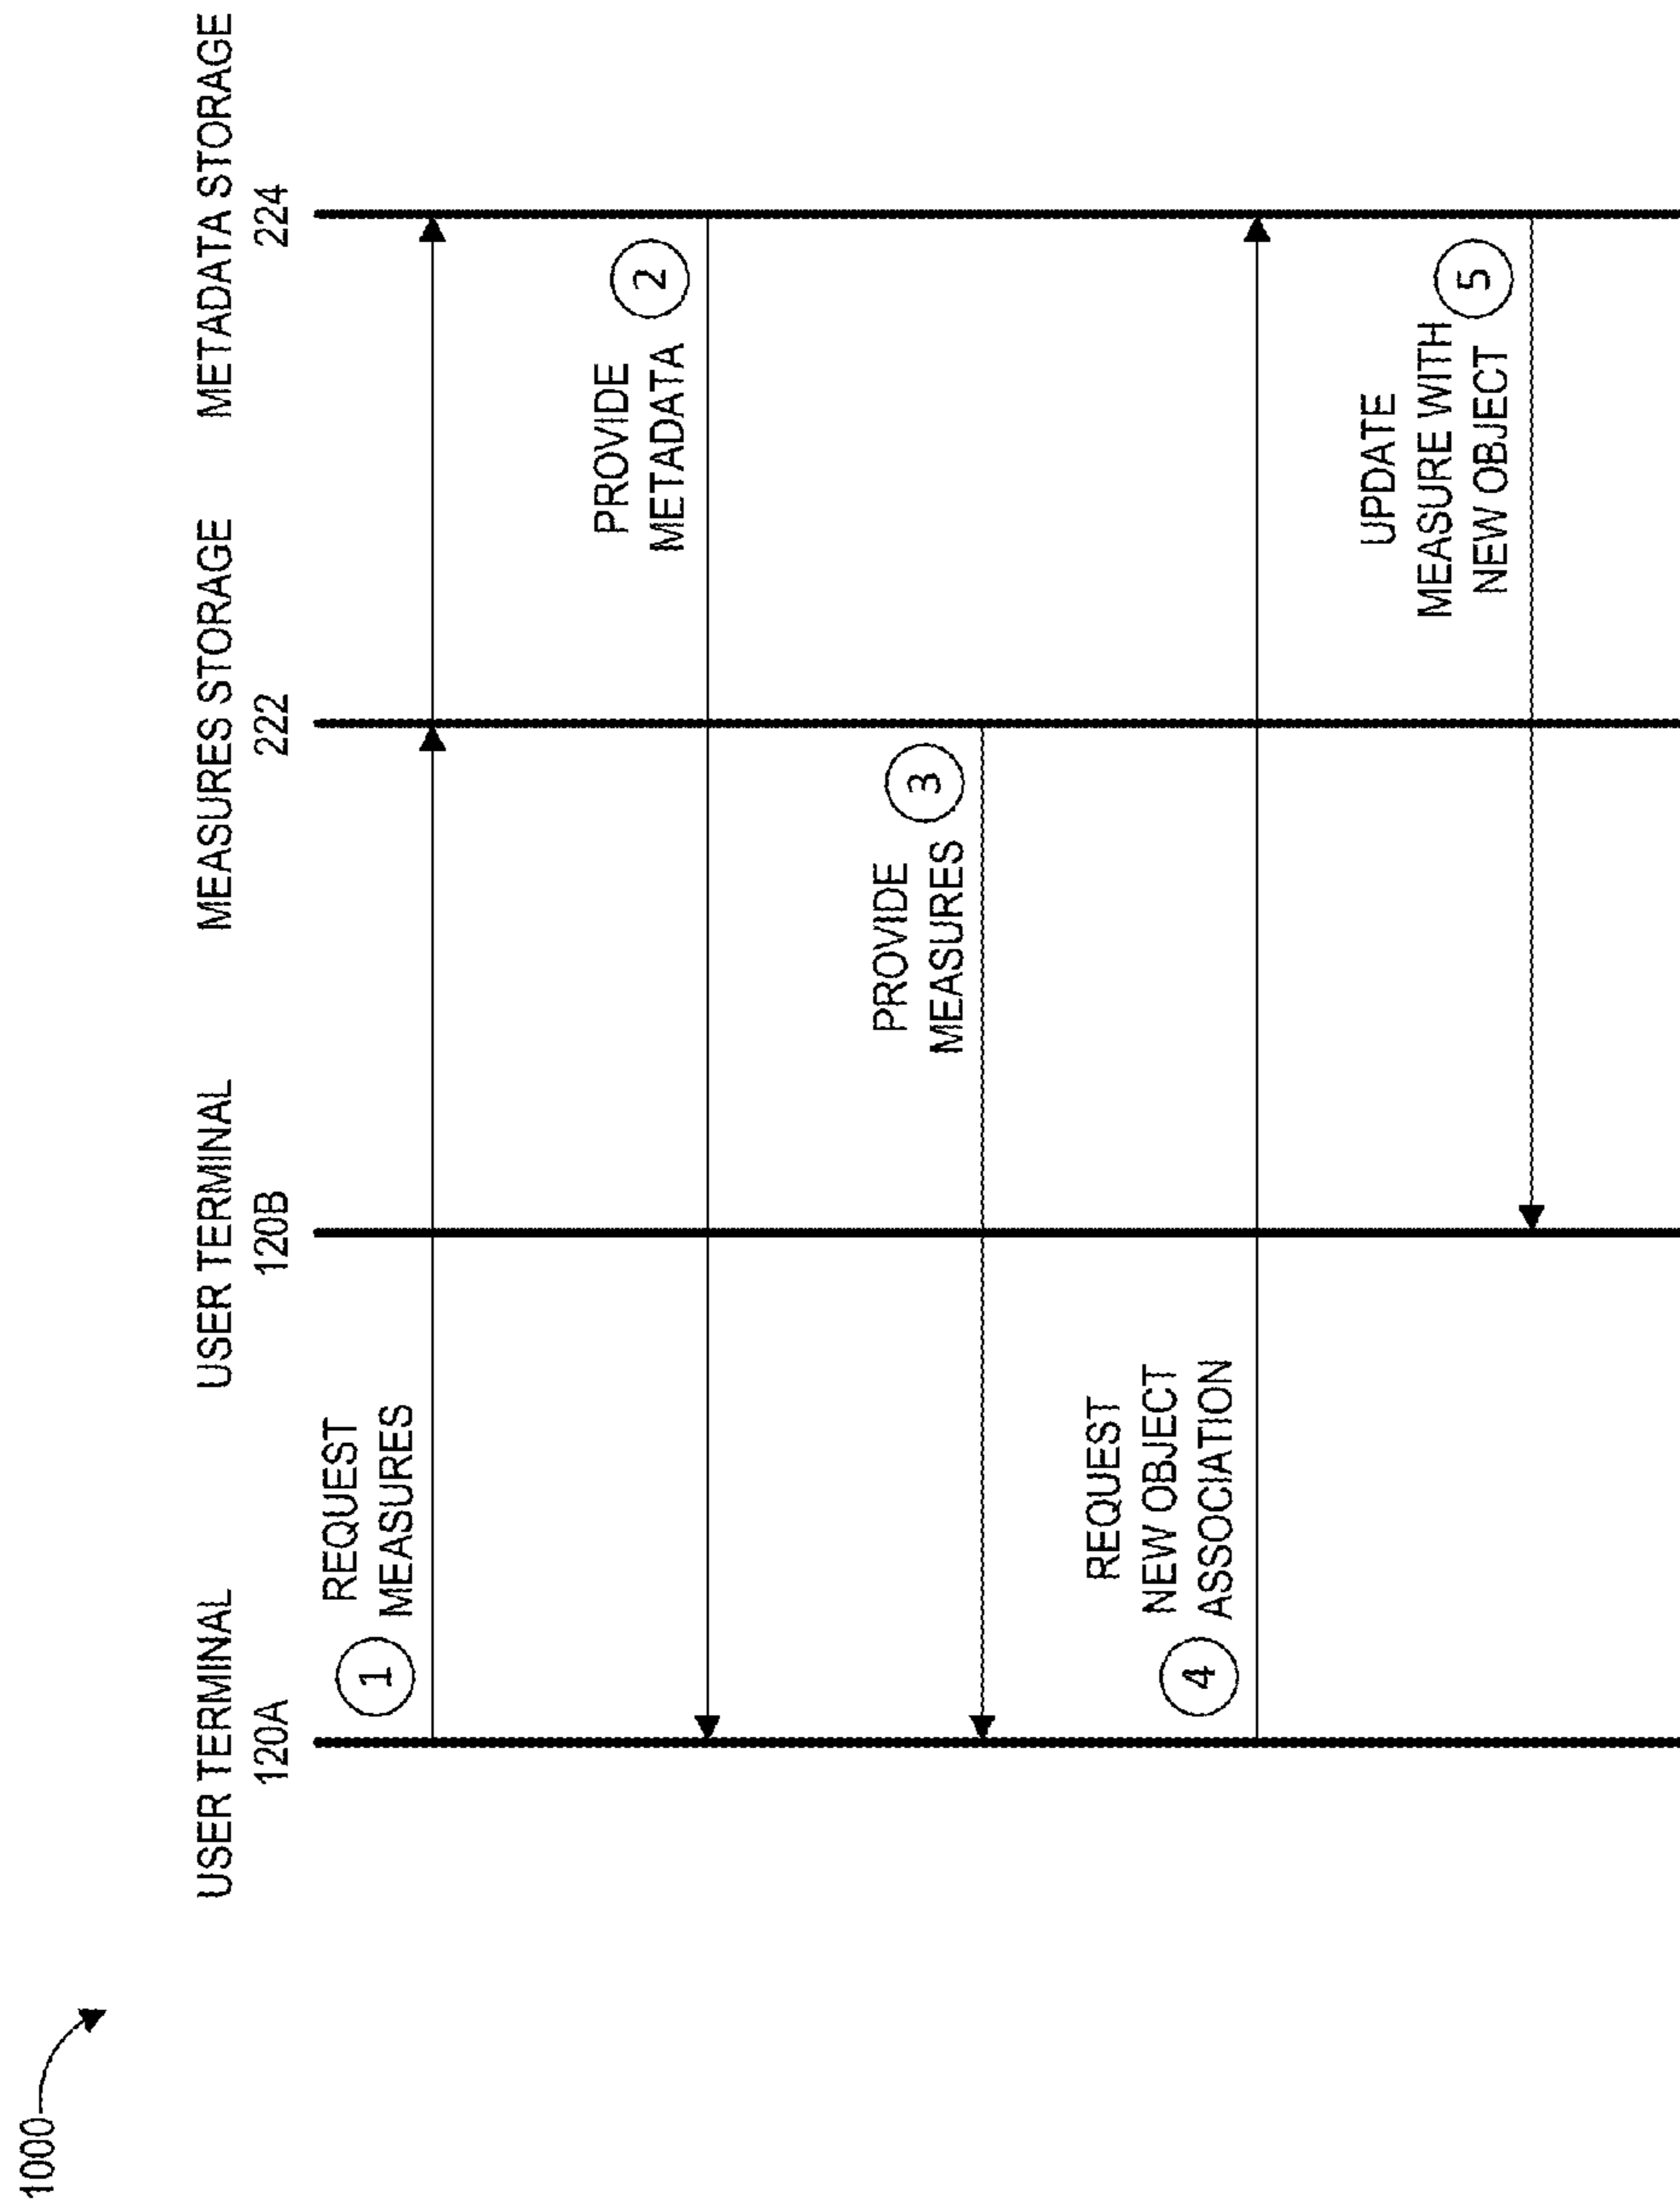 1000
USER TERMINAL
120A
USER TERMINAL
120B
MEASURES STORAGE
222
METADATA STORAGE
224
1
REQUEST
MEASURES
PROVIDE
METADATA
2
PROVIDE
MEASURES
3
4
REQUEST
NEW OBJECT
ASSOCIATION
UPDATE
MEASURE WITH
NEW OBJECT
5